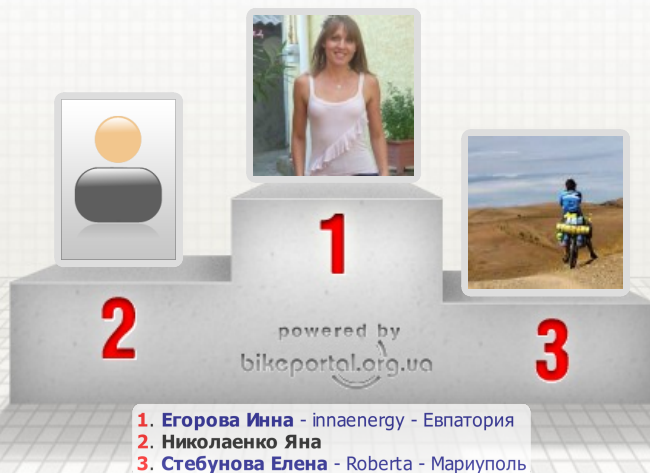 1
2
3
powered by
bikeportal.org.ua
1. Егорова Инна - innaenergy - Евпатория
2. Николаенко Яна
3. Стебунова Елена - Roberta - Мариуполь